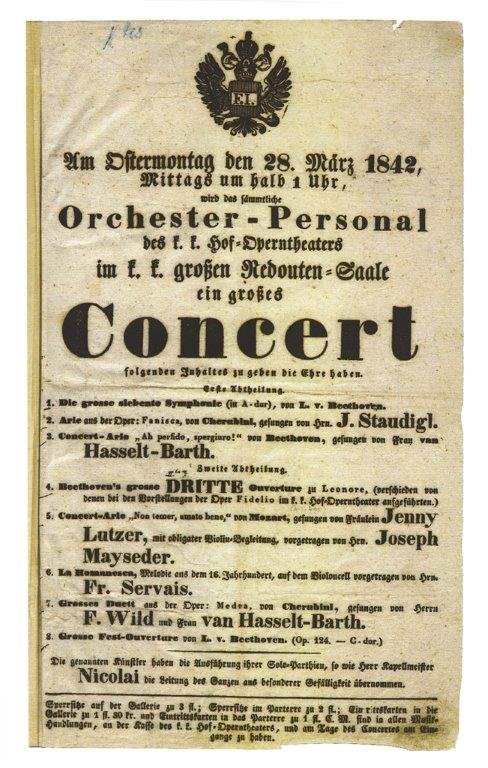 F.I.
Am Ostermontag den 28. März 1842,
Mittags um halb 1 Uhr,
wird das sämmtliche
Orchester-Personal
des k. k. Hof-Operntheaters
im k. k. großen Redouten-Saale
ein großes
Concert
folgenden Inhaltes zu geben die Ehre haben.
Erste Abtheilung.
1. Die grosse siebente Symphonie (in A-dur), von L. v. Beethoven.
2. Arie aus der Oper: Fanisca, von Cherubini, gesungen von Hrn. J. Staudigl.
3. Concert-Arie „Ah perfido, spergiuro!“ von Beethoven, gesungen von Frau van
Hasselt-Barth.
Zweite Abtheilung.
4. Beethoven's grosse DRITTE Ouverture zu Leonore, (verschieden von
denen bei den Vorstellungen der Oper Fidelio im k. k. Hof-Operntheater aufgeführten.)
5. Concert-Arie „Non temer, amato bene,“ von Mozart, gesungen von Fräulein Jenny
Lutzer, mit obligater Violin-Begleitung, vorgetragen von Hrn. Joseph
Mayseder.
6. La Romanesca, Melodie aus dem 16. Jahrhundert, auf dem Violoncell vorgetragen von Hrn.
Fr. Servais.
7. Grosses Duett aus der Oper: Medea, von Cherubini, gesungen von Herrn
F. Wild und Frau van Hasselt-Barth.
8. Grosse Fest-Ouverture von L. v. Beethoven. (Op. 124. — C-dur.)
Die genannten Künstler haben die Ausführung ihrer Solo-Parthien, so wie Herr Kapellmeister
Nicolai die Leitung des Ganzen aus besonderer Gefälligkeit übernommen.
Sperrsitze auf der Gallerie zu 3 fl.; Sperrsitze im Parterre zu 2 fl.; Eintrittskarten in die
Gallerie zu 1 fl. 30 kr. und Eintrittskarten in das Parterre zu 1 fl. C. M. sind in allen Musik-
Handlungen, an der Kasse des k. k. Hof-Operntheaters, und am Tage des Concertes am Ein-
gange zu haben.